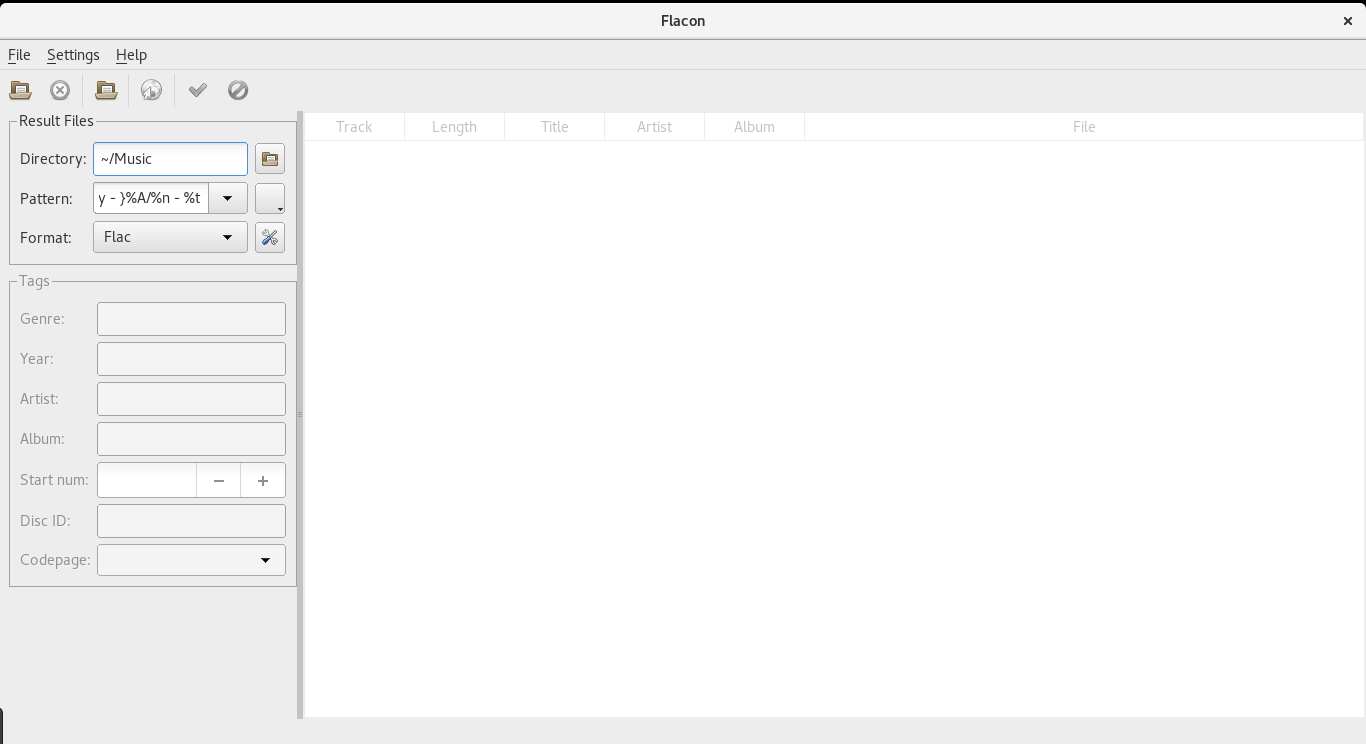 Flacon
File Settings Help
Result Files
Track Length Title Artist Album File
Directory: ~/Music
Pattern: y - }%A/%n - %t
Format: Flac
Tags
Genre:
Year:
Artist:
Album:
Start num:
Disc ID:
Codepage: